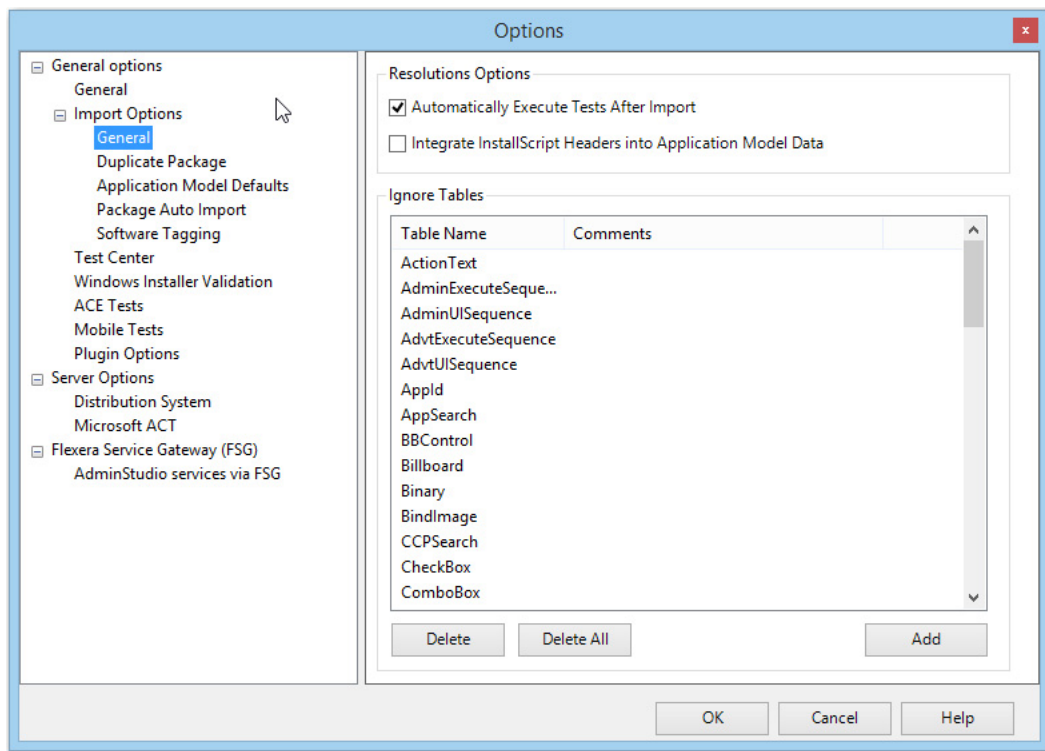 Options
x
General options
General
Import Options
General
Duplicate Package
Application Model Defaults
Package Auto Import
Software Tagging
Test Center
Windows Installer Validation
ACE Tests
Mobile Tests
Plugin Options
Server Options
Distribution System
Microsoft ACT
Flexera Service Gateway (FSG)
AdminStudio services via FSG
Resolutions Options
Automatically Execute Tests After Import
Integrate InstallScript Headers into Application Model Data
Ignore Tables
Table Name Comments
ActionText
AdminExecuteSeque...
AdminUISequence
AdvtExecuteSequence
AdvtUISequence
AppId
AppSearch
BBControl
Billboard
Binary
BindImage
CCPSearch
CheckBox
ComboBox
Delete Delete All Add
OK Cancel Help